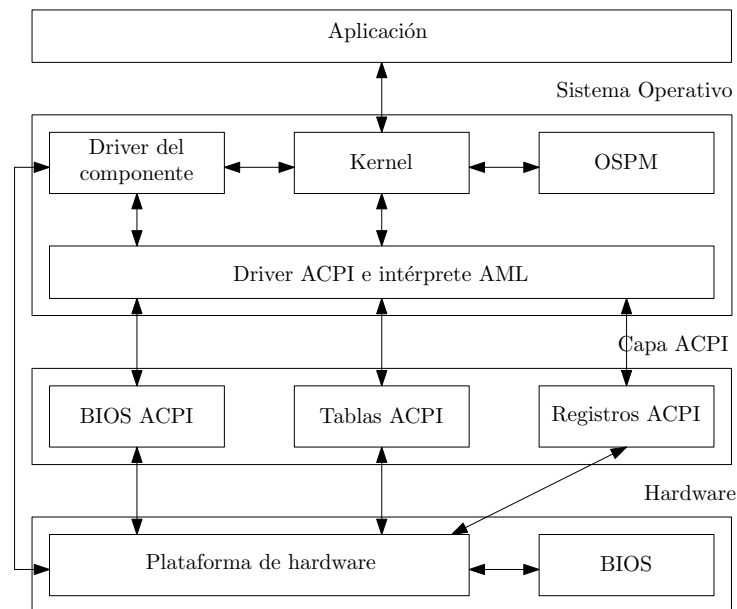 Aplicación
Sistema Operativo
Driver del
componente
Kernel
OSPM
Driver ACPI e intérprete AML
Capa ACPI
BIOS ACPI
Tablas ACPI
Registros ACPI
Hardware
Plataforma de hardware
BIOS